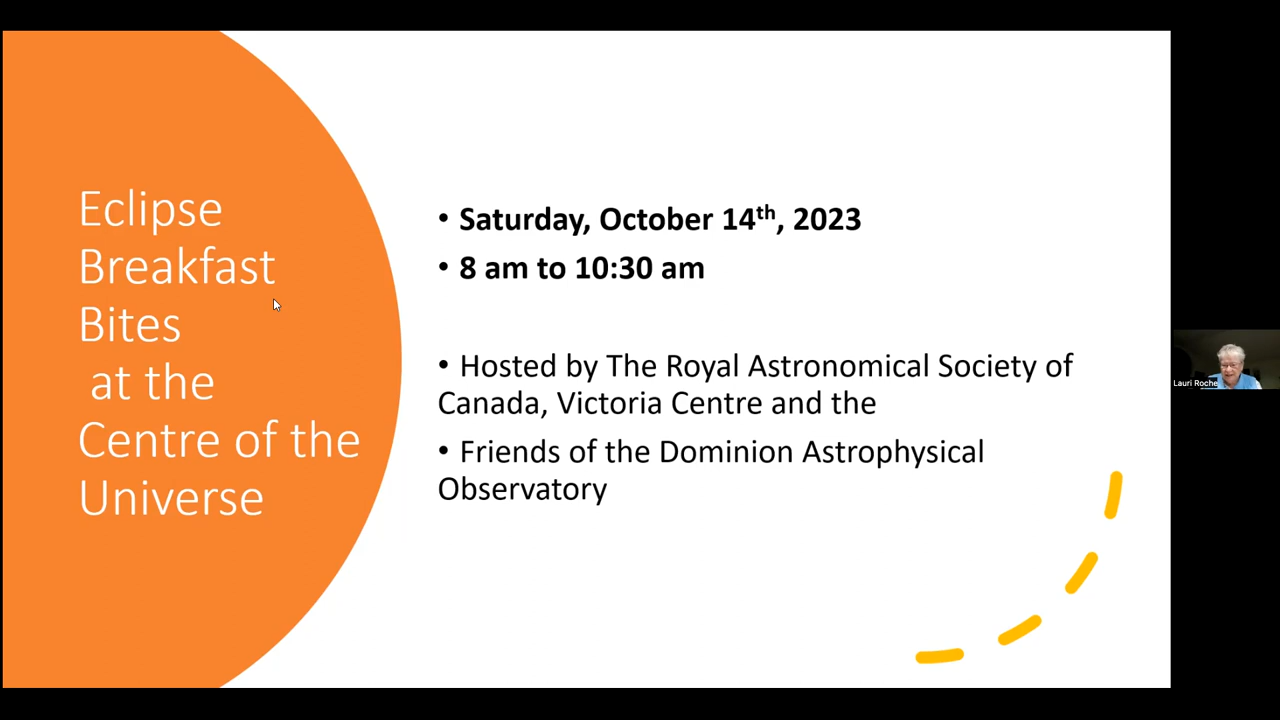 Eclipse
Breakfast
Bites
at the
Centre of the
Universe
• Saturday, October 14th, 2023
• 8 am to 10:30 am
• Hosted by The Royal Astronomical Society of
Canada, Victoria Centre and the
• Friends of the Dominion Astrophysical
Observatory
Lauri Roche